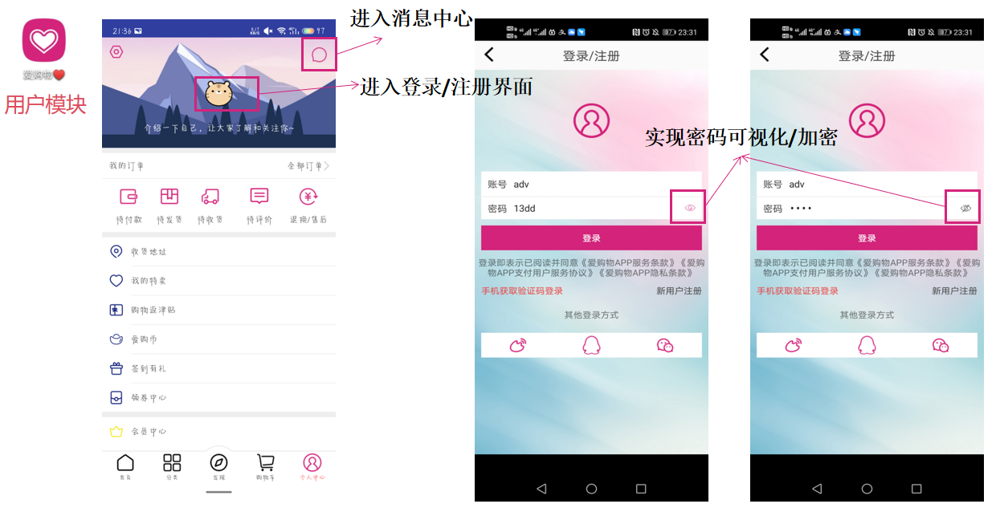 爱购物
用户模块
21:36
97
进入消息中心
进入登录/注册界面
介绍一下自己，让大家了解和关注你~
我的订单
全部订单
待付款
待发货
待收货
待评价
退换/售后
收货地址
我的特卖
购物返津贴
爱购币
签到有礼
领券中心
会员中心
首页
分类
发现
购物车
个人中心
23:31
登录/注册
账号 adv
密码 13dd
登录
登录即表示已阅读并同意《爱购物APP服务条款》《爱购
物APP支付用户服务协议》《爱购物APP隐私条款》
手机获取验证码登录
新用户注册
其他登录方式
实现密码可视化/加密
23:31
登录/注册
账号 adv
密码 ••••
登录
登录即表示已阅读并同意《爱购物APP服务条款》《爱购
物APP支付用户服务协议》《爱购物APP隐私条款》
手机获取验证码登录
新用户注册
其他登录方式